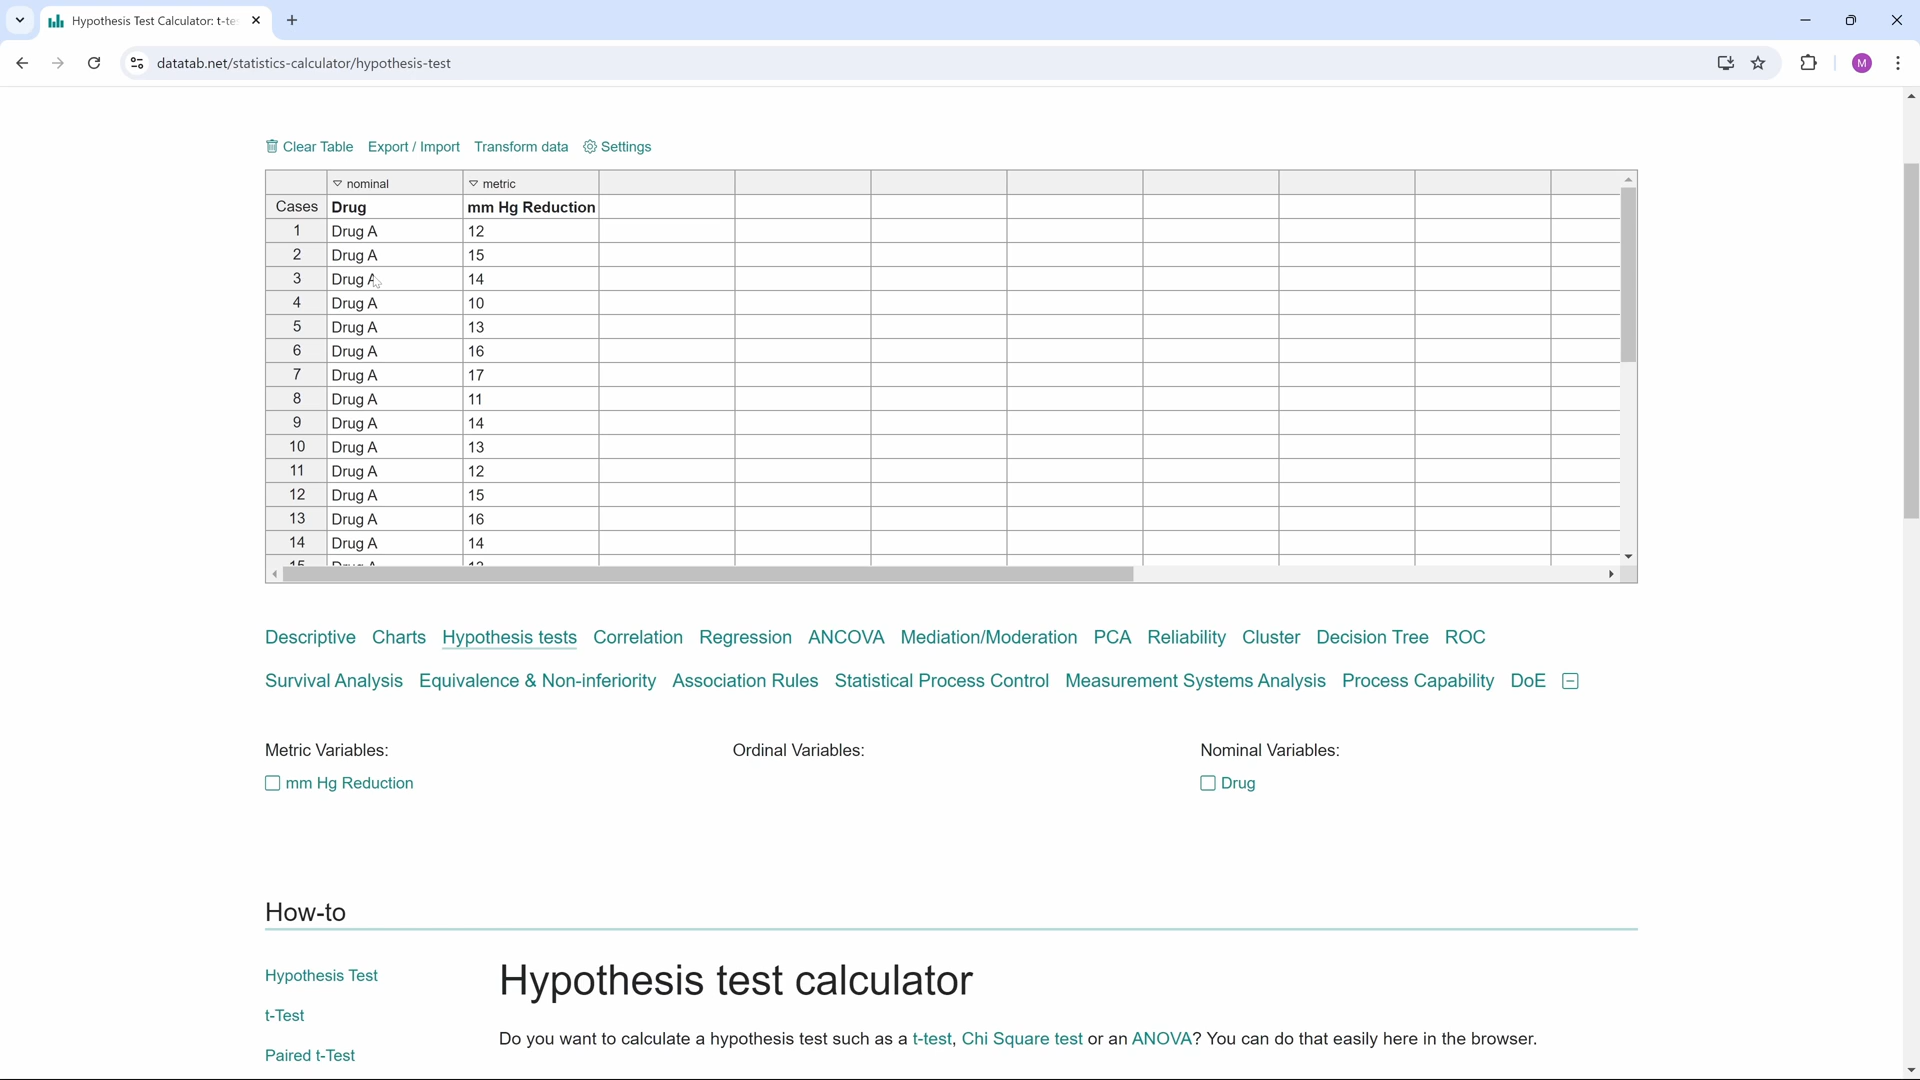 Hypothesis Test Calculator: t-te
datatab.net/statistics-calculator/hypothesis-test
M
Clear Table Export / Import Transform data Settings
nominal metric
Cases Drug mm Hg Reduction
1 Drug A 12
2 Drug A 15
3 Drug A 14
4 Drug A 10
5 Drug A 13
6 Drug A 16
7 Drug A 17
8 Drug A 11
9 Drug A 14
10 Drug A 13
11 Drug A 12
12 Drug A 15
13 Drug A 16
14 Drug A 14
15 Drug A
Descriptive Charts Hypothesis tests Correlation Regression ANCOVA Mediation/Moderation PCA Reliability Cluster Decision Tree ROC
Survival Analysis Equivalence & Non-inferiority Association Rules Statistical Process Control Measurement Systems Analysis Process Capability DoE
Metric Variables: Ordinal Variables: Nominal Variables:
mm Hg Reduction Drug
How-to
Hypothesis Test
t-Test
Paired t-Test
Hypothesis test calculator
Do you want to calculate a hypothesis test such as a t-test, Chi Square test or an ANOVA? You can do that easily here in the browser.